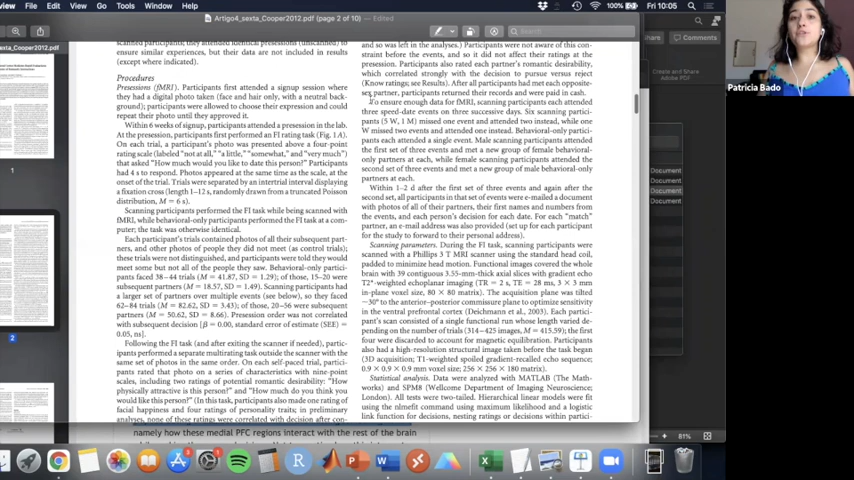 view File Edit View Go Tools Window Help
100% Fri 10:05
Artigo4_sexta_Cooper2012.pdf (page 2 of 10) — Edited
Search
sexta_Cooper2012.pdf
1
2
ensure similar experiences, but their data are not included in results
(except where indicated).
Procedures
Presessions (fMRI). Participants first attended a signup session where
they had a digital photo taken (face and hair only, with a neutral back-
ground); participants were allowed to choose their expression and could
repeat their photo until they approved it.
Within 6 weeks of signup, participants attended a presession in the lab.
At the presession, participants first performed an FI rating task (Fig. 1A).
On each trial, a participant's photo was present above a four-point
rating scale (labeled "not at all," "a little," "somewhat," and "very much")
that asked "How much would you like to date this person?" Participants
had 4 s to respond. Photos appeared at the same time as the scale, at the
onset of the trial. Trials were separated by an intertrial interval displaying
a fixation cross (length 1–12 s, randomly drawn from a truncated Poisson
distribution, M = 6 s).
Scanning participants performed the FI task while being scanned with
fMRI, while behavioral-only participants performed the FI task at a com-
puter; the task was otherwise identical.
Each participant's trials contained photos of all their subsequent part-
ners, and other photos of people they did not meet (as control trials);
these trials were not distinguished, and participants were told they would
meet some but not all of the people they saw. Behavioral-only partici-
pants faced 38–44 trials (M = 41.87, SD = 1.29); of those, 15–20 were
subsequent partners (M = 18.57, SD = 1.49). Scanning participants had
a larger set of partners over multiple events (see below), so they faced
62–84 trials (M = 82.62, SD = 3.43); of those, 20–56 were subsequent
partners (M = 50.62, SD = 8.66). Presession order was not correlated
with subsequent decision [β = 0.00, standard error of estimate (SEE) =
0.05, ns].
Following the FI task (and after exiting the scanner if needed), partic-
ipants performed a separate multirating task outside the scanner with the
same set of photos in the same order. On each self-paced trial, partici-
pants rated that photo on a series of characteristics with nine-point
scales, including two ratings of potential romantic desirability: "How
physically attractive is this person?" and "How much do you think you
would like this person?" (In this task, participants also made one rating of
facial happiness and four ratings of personality traits; in preliminary
analyses, none of these ratings were correlated with decision after con-
and so was left in the analyses.) Participants were not aware of this con-
straint before the events, and so it did not affect their ratings at the
presession. Participants also rated each partner's romantic desirability,
which correlated strongly with the decision to pursue versus reject
(Know ratings; see Results). After all participants had met each opposite-
sex partner, participants returned their records and were paid in cash.
To ensure enough data for fMRI, scanning participants each attended
three speed-date events on three successive days. Six scanning partici-
pants (5 W, 1 M) missed one event and attended two instead, while one
W missed two events and attended one instead. Behavioral-only partici-
pants each attended a single event. Male scanning participants attended
the first set of three events and met a new group of female behavioral-
only partners at each, while female scanning participants attended the
second set of three events and met a new group of male behavioral-only
partners at each.
Within 1–2 d after the first set of three events and again after the
second set, all participants in that set of events were e-mailed a document
with photos of all of their partners, their first names and numbers from
the events, and each person's decision for each date. For each "match"
partner, an e-mail address was also provided (set up for each participant
for the study to forward to their personal address).
Scanning parameters. During the FI task, scanning participants were
scanned with a Phillips 3 T MRI scanner using the standard head coil,
padded to minimize head motion. Functional images covered the whole
brain with 39 contiguous 3.55-mm-thick axial slices with gradient echo
T2*-weighted echoplanar imaging (TR = 2 s, TE = 28 ms, 3 × 3 mm
in-plane voxel size, 80 × 80 matrix). The acquisition plane was tilted
−30° to the anterior–posterior commissure plane to optimize sensitivity
in the ventral prefrontal cortex (Deichmann et al., 2003). Each partici-
pant's scan consisted of a single functional run whose length varied de-
pending on the number of trials (314–425 images, M = 415.59); the first
four were discarded to account for magnetic equilibration. Participants
also had a high-resolution structural image taken before the task began
(3D acquisition; T1-weighted spoiled gradient-recalled echo sequence;
0.9 × 0.9 × 0.9 mm voxel size; 256 × 256 × 180 matrix).
Statistical analysis. Data were analyzed with MATLAB (The Math-
works) and SPM8 (Wellcome Department of Imaging Neuroscience;
London). All tests were two-tailed. Hierarchical linear models were fit
using the nlmefit command using maximum likelihood and a logistic
link function for decisions, nesting ratings or decisions within partici-
namely how these medial PFC regions interact with the rest of the brain
Share
Comments
Create and Share
Adobe PDF
Document
Document
Document
Document
81%
Patricia Bado